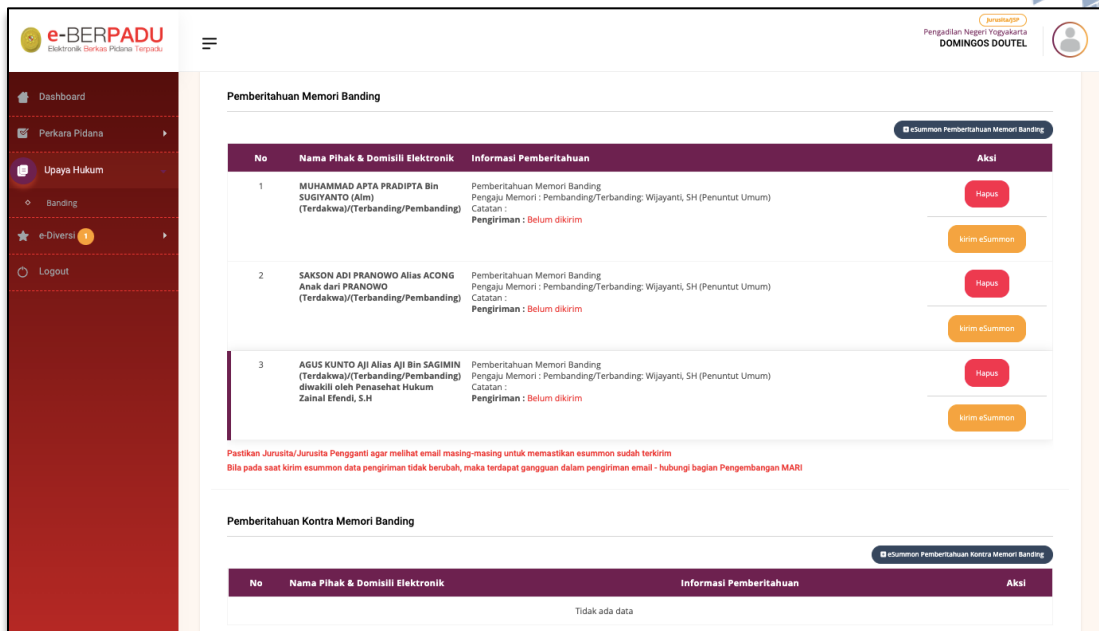 e-BERPADU
Elektronik Berkas Pidana Terpadu
Jurusita/JSP
Pengadilan Negeri Yogyakarta
DOMINGOS DOUTEL
Dashboard
Perkara Pidana
Upaya Hukum
Banding
e-Diversi 1
Logout
Pemberitahuan Memori Banding
eSummon Pemberitahuan Memori Banding
No Nama Pihak & Domisili Elektronik Informasi Pemberitahuan Aksi
1 MUHAMMAD APTA PRADIPTA Bin Pemberitahuan Memori Banding
SUGIYANTO (Alm) Pengaju Memori : Pembanding/Terbanding: Wijayanti, SH (Penuntut Umum)
(Terdakwa)/(Terbanding/Pembanding) Catatan :
Pengiriman : Belum dikirim
Hapus
kirim eSummon
2 SAKSON ADI PRANOWO Alias ACONG Pemberitahuan Memori Banding
Anak dari PRANOWO Pengaju Memori : Pembanding/Terbanding: Wijayanti, SH (Penuntut Umum)
(Terdakwa)/(Terbanding/Pembanding) Catatan :
Pengiriman : Belum dikirim
Hapus
kirim eSummon
3 AGUS KUNTO AJI Alias AJI Bin SAGIMIN Pemberitahuan Memori Banding
(Terdakwa)/(Terbanding/Pembanding) Pengaju Memori : Pembanding/Terbanding: Wijayanti, SH (Penuntut Umum)
diwakili oleh Penasehat Hukum Catatan :
Zainal Efendi, S.H Pengiriman : Belum dikirim
Hapus
kirim eSummon
Pastikan Jurusita/Jurusita Pengganti agar melihat email masing-masing untuk memastikan esummon sudah terkirim
Bila pada saat kirim esummon data pengiriman tidak berubah, maka terdapat gangguan dalam pengiriman email - hubungi bagian Pengembangan MARI
Pemberitahuan Kontra Memori Banding
eSummon Pemberitahuan Kontra Memori Banding
No Nama Pihak & Domisili Elektronik Informasi Pemberitahuan Aksi
Tidak ada data